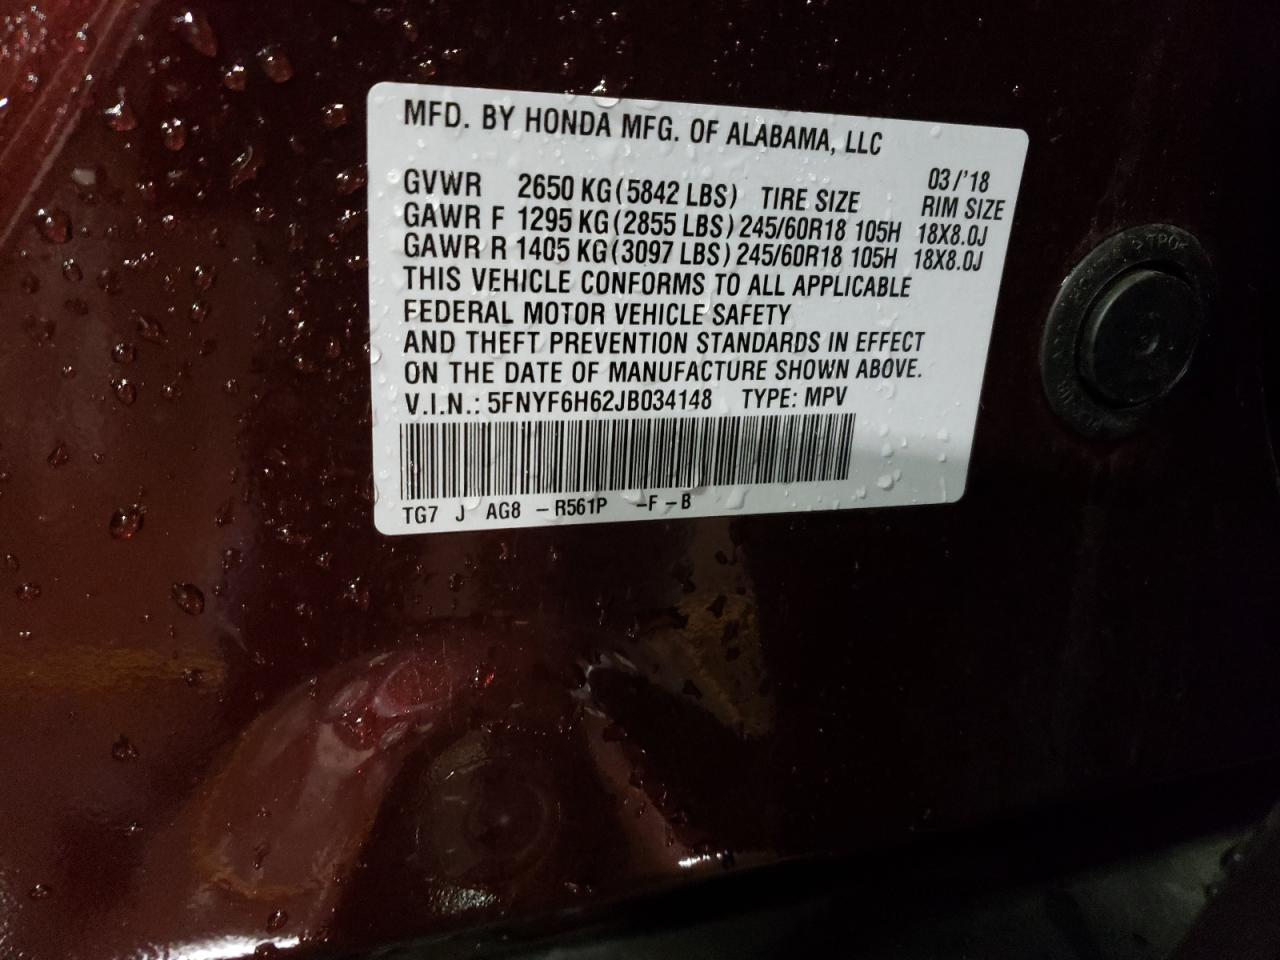 MFD. BY HONDA MFG. OF ALABAMA, LLC
03/'18
GVWR 2650 KG (5842 LBS) TIRE SIZE RIM SIZE
GAWR F 1295 KG (2855 LBS) 245/60R18 105H 18X8.0J
GAWR R 1405 KG (3097 LBS) 245/60R18 105H 18X8.0J
THIS VEHICLE CONFORMS TO ALL APPLICABLE
FEDERAL MOTOR VEHICLE SAFETY
AND THEFT PREVENTION STANDARDS IN EFFECT
ON THE DATE OF MANUFACTURE SHOWN ABOVE.
V.I.N.: 5FNYF6H62JB034148 TYPE: MPV
TG7 J AG8 - R561P -F - B